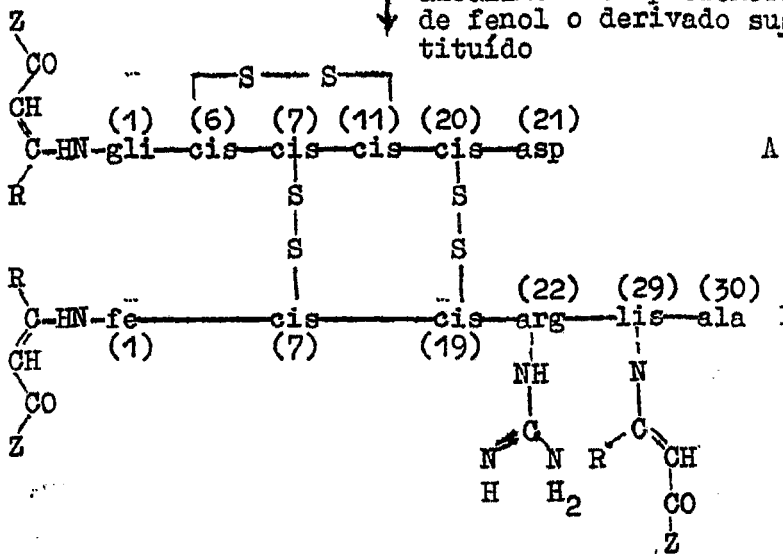 de fenol o derivado sus
tituído
Z
CO
S S
CH (1) (6) (7) (11) (20) (21)
C-HN-gli-cis-cis-cis-cis-asp A
R
S S
S S
R
C-HN-fe cis cis arg lis-ala
(1) (7) (19) (22) (29) (30)
CH
CO
Z
NH N
C C
N N R CH
H H2
CO
Z